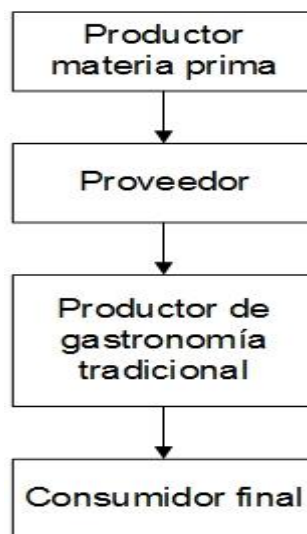 Productor
materia prima
Proveedor
Productor de
gastronomía
tradicional
Consumidor final